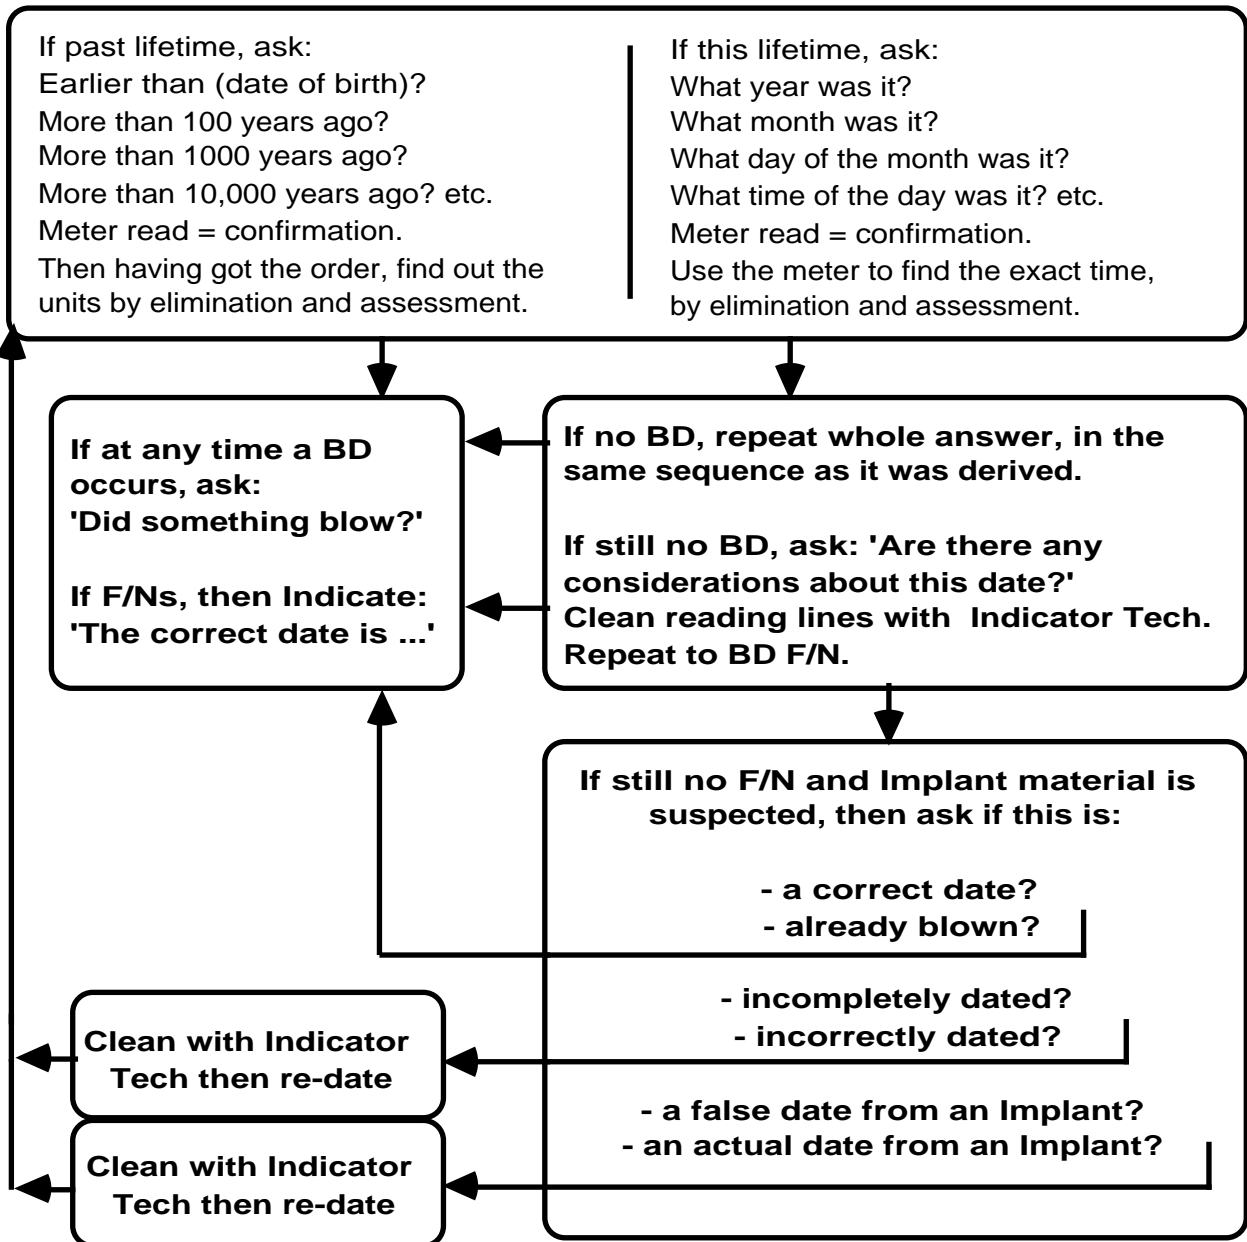 If past lifetime, ask:
Earlier than (date of birth)?
More than 100 years ago?
More than 1000 years ago?
More than 10,000 years ago? etc.
Meter read = confirmation.
Then having got the order, find out the
units by elimination and assessment.
If this lifetime, ask:
What year was it?
What month was it?
What day of the month was it?
What time of the day was it? etc.
Meter read = confirmation.
Use the meter to find the exact time,
by elimination and assessment.
If at any time a BD
occurs, ask:
'Did something blow?'
If F/Ns, then Indicate:
'The correct date is ...'
If no BD, repeat whole answer, in the
same sequence as it was derived.
If still no BD, ask: 'Are there any
considerations about this date?'
Clean reading lines with Indicator Tech.
Repeat to BD F/N.
If still no F/N and Implant material is
suspected, then ask if this is:
- a correct date?
- already blown?
- incompletely dated?
- incorrectly dated?
- a false date from an Implant?
- an actual date from an Implant?
Clean with Indicator
Tech then re-date
Clean with Indicator
Tech then re-date